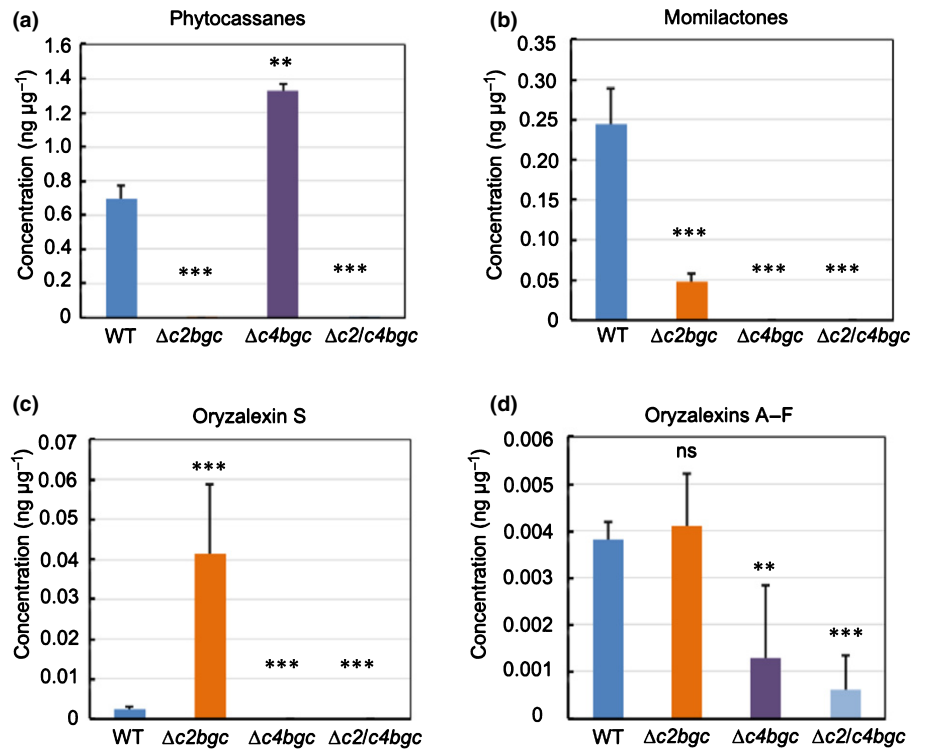 (a)
Phytocassanes
Concentration (ng µg⁻¹)
1.6
1.4
1.2
1.0
0.8
0.6
0.4
0.2
0
**
***
***
WT Δc2bgc Δc4bgc Δc2/c4bgc
(b)
Momilactones
Concentration (ng µg⁻¹)
0.35
0.30
0.25
0.20
0.15
0.10
0.05
0
***
***
***
WT Δc2bgc Δc4bgc Δc2/c4bgc
(c)
Oryzalexin S
Concentration (ng µg⁻¹)
0.07
0.06
0.05
0.04
0.03
0.02
0.01
0
***
***
***
WT Δc2bgc Δc4bgc Δc2/c4bgc
(d)
Oryzalexins A–F
Concentration (ng µg⁻¹)
0.006
0.005
0.004
0.003
0.002
0.001
0
ns
**
***
WT Δc2bgc Δc4bgc Δc2/c4bgc